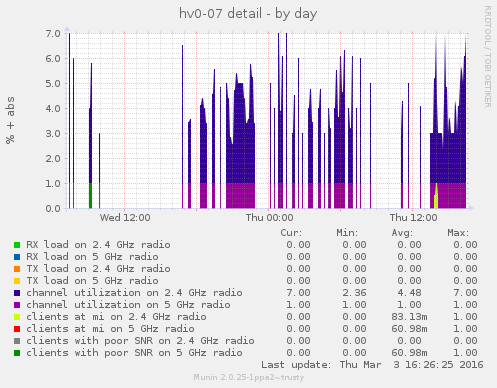 hv0-07 detail - by day
RRDTOOL / TOBI OETIKER
% + abs
7.0
6.0
5.0
4.0
3.0
2.0
1.0
0.0
Wed 12:00 Thu 00:00 Thu 12:00
Cur: Min: Avg: Max:
RX load on 2.4 GHz radio 0.00 0.00 0.00 0.00
RX load on 5 GHz radio 0.00 0.00 0.00 0.00
TX load on 2.4 GHz radio 0.00 0.00 0.00 0.00
TX load on 5 GHz radio 0.00 0.00 0.00 0.00
channel utilization on 2.4 GHz radio 7.00 2.36 4.48 7.00
channel utilization on 5 GHz radio 1.00 1.00 1.00 1.00
clients at mi on 2.4 GHz radio 0.00 0.00 83.13m 1.00
clients at mi on 5 GHz radio 0.00 0.00 60.98m 1.00
clients with poor SNR on 2.4 GHz radio 0.00 0.00 0.00 0.00
clients with poor SNR on 5 GHz radio 0.00 0.00 60.98m 1.00
Last update: Thu Mar 3 16:26:25 2016
Munin 2.0.25-1ppa2~trusty